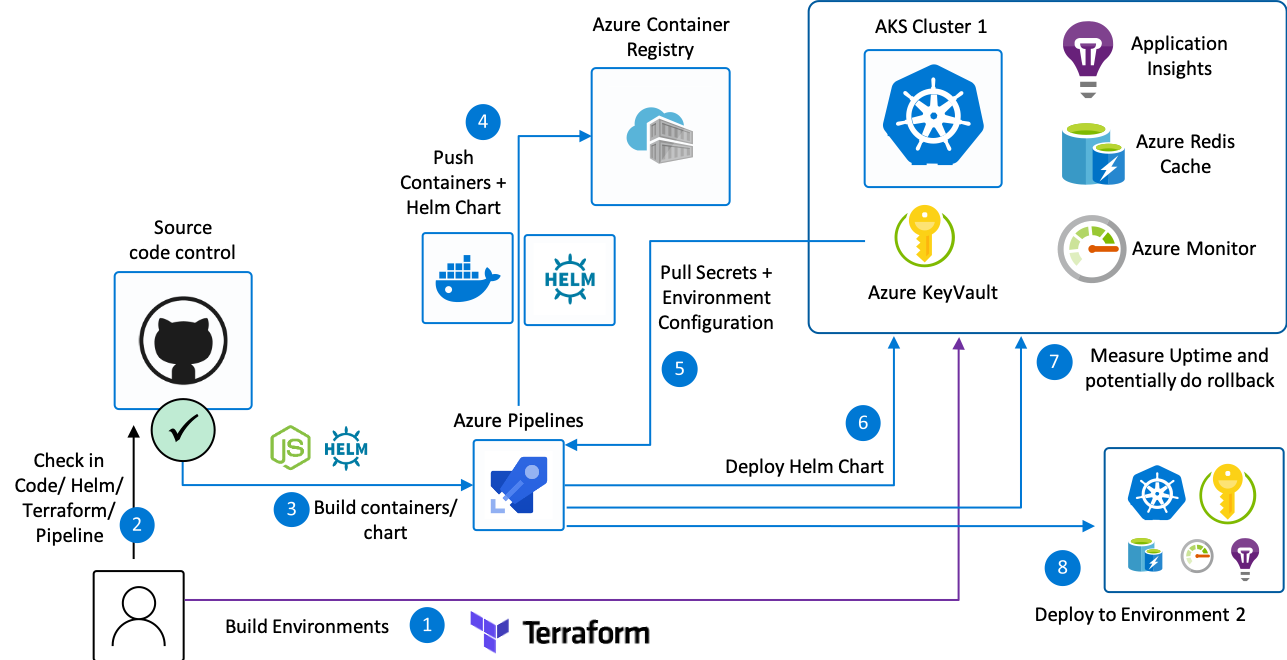 Azure Container
Registry
AKS Cluster 1
Application
Insights
4
Push
Containers +
Helm Chart
Azure Redis
Cache
Source
code control
HELM
Pull Secrets +
Environment
Configuration
Azure KeyVault
Azure Monitor
5
7
Measure Uptime and
potentially do rollback
Azure Pipelines
6
JS
HELM
Deploy Helm Chart
Check in
Code/ Helm/
Terraform/
Pipeline
2
3
Build containers/
chart
8
Deploy to Environment 2
Build Environments
1
Terraform